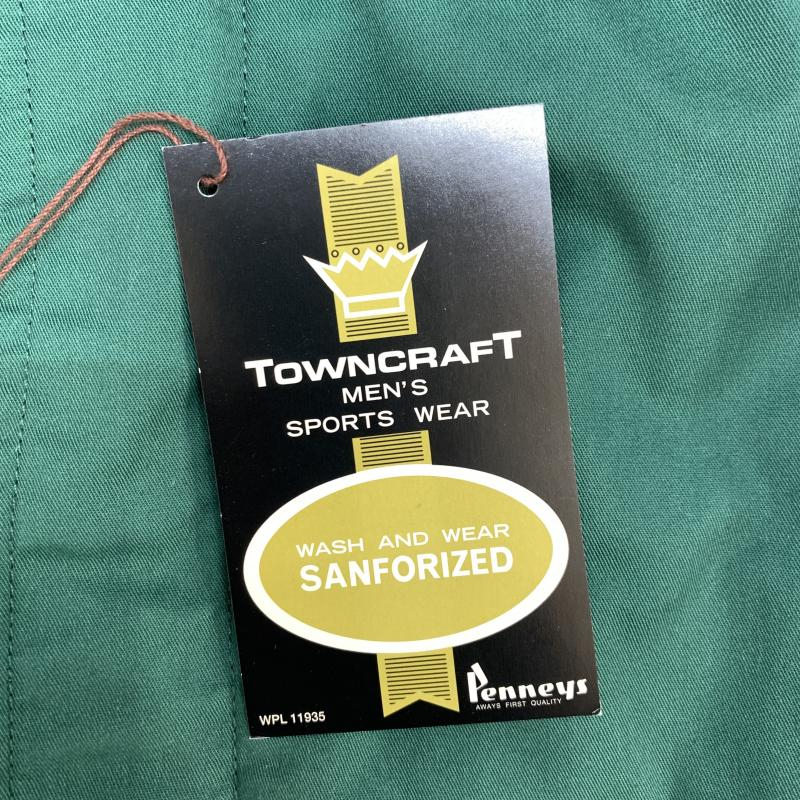 TOWNCRAFT
MEN'S
SPORTS WEAR
WASH AND WEAR
SANFORIZED
Penneys
AWAYS FIRST QUALITY
WPL 11935